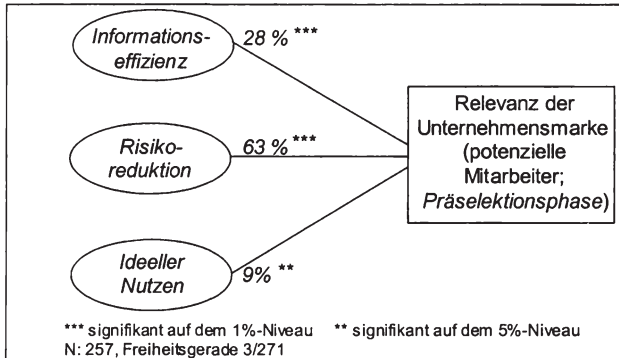 Informations-
effizienz
28 % ***
Risiko-
reduktion
63 % ***
Ideeller
Nutzen
9% **
Relevanz der
Unternehmensmarke
(potenzielle
Mitarbeiter;
Präselektionsphase)
*** signifikant auf dem 1%-Niveau ** signifikant auf dem 5%-Niveau
N: 257, Freiheitsgerade 3/271